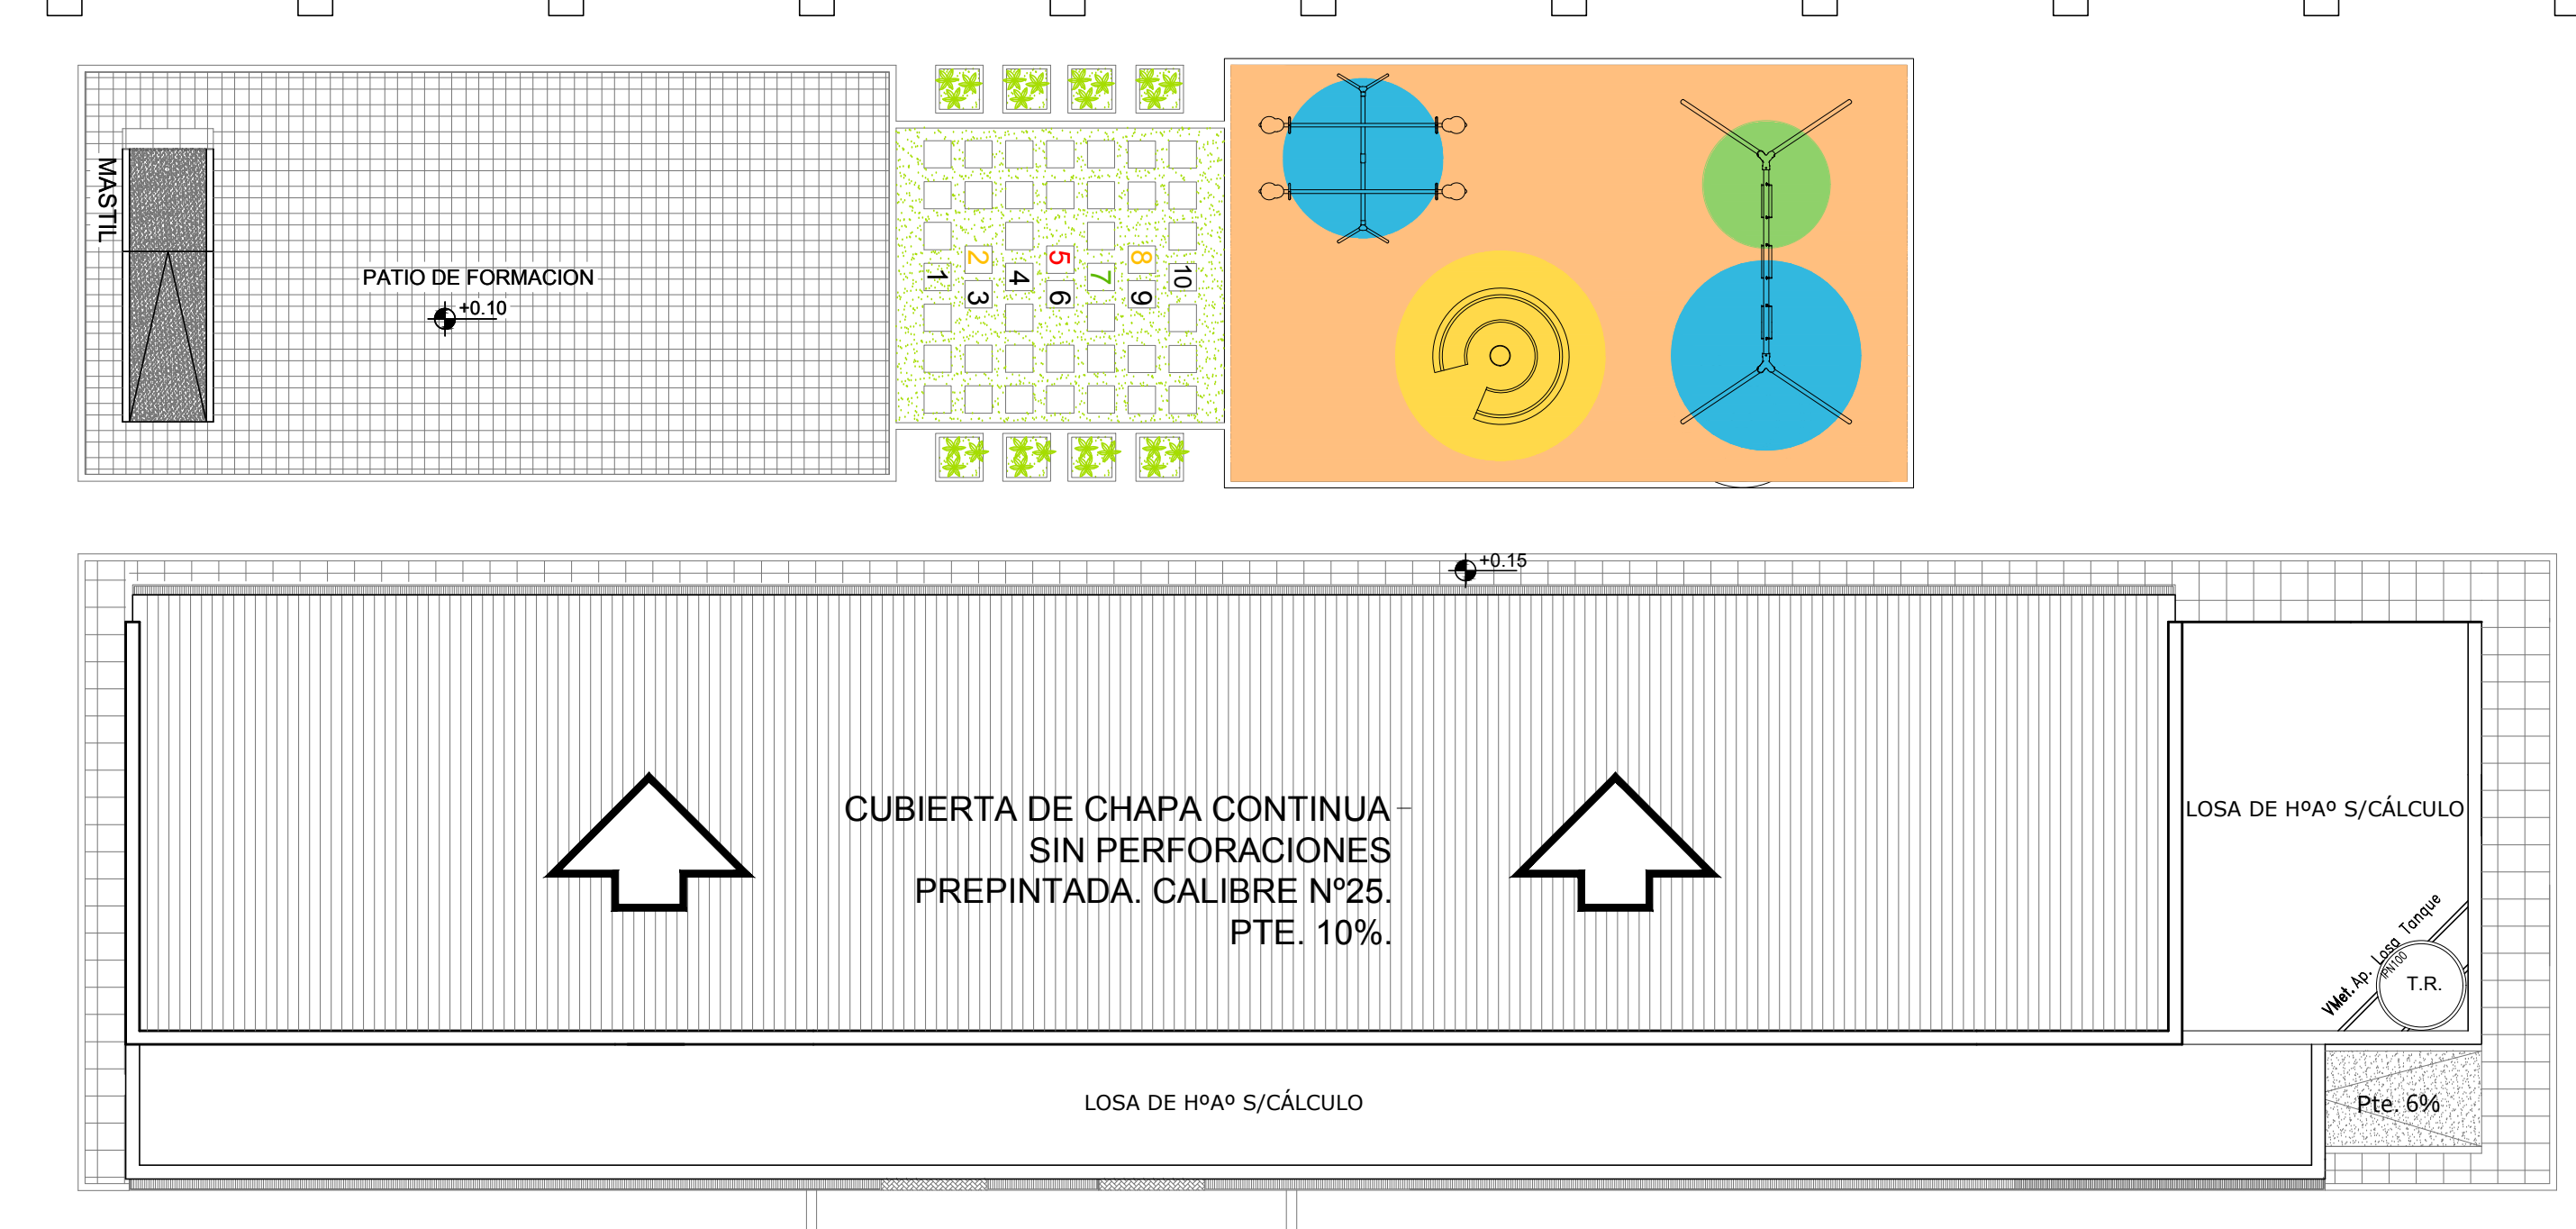 MASTIL
PATIO DE FORMACION
+0.10
1
2
3
4
5
6
7
8
9
10
+0.15
CUBIERTA DE CHAPA CONTINUA
SIN PERFORACIONES
PREPINTADA. CALIBRE Nº25.
PTE. 10%.
LOSA DE HºAº S/CÁLCULO
VMet. Ap. Losa Tanque
IPN100
T.R.
LOSA DE HºAº S/CÁLCULO
Pte. 6%